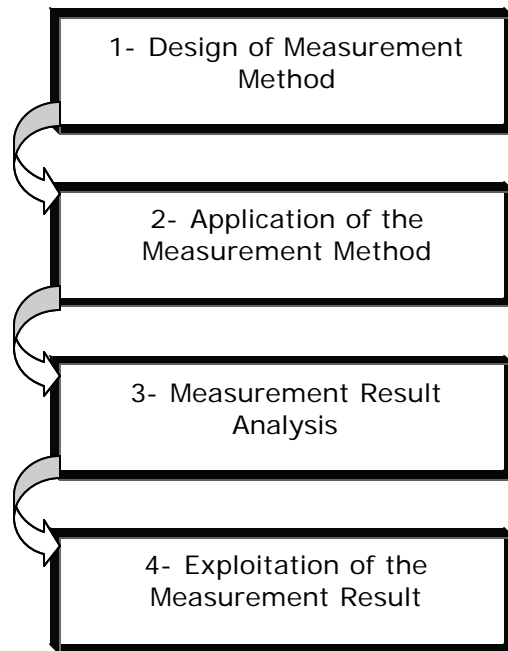 1- Design of Measurement
Method
2- Application of the
Measurement Method
3- Measurement Result
Analysis
4- Exploitation of the
Measurement Result